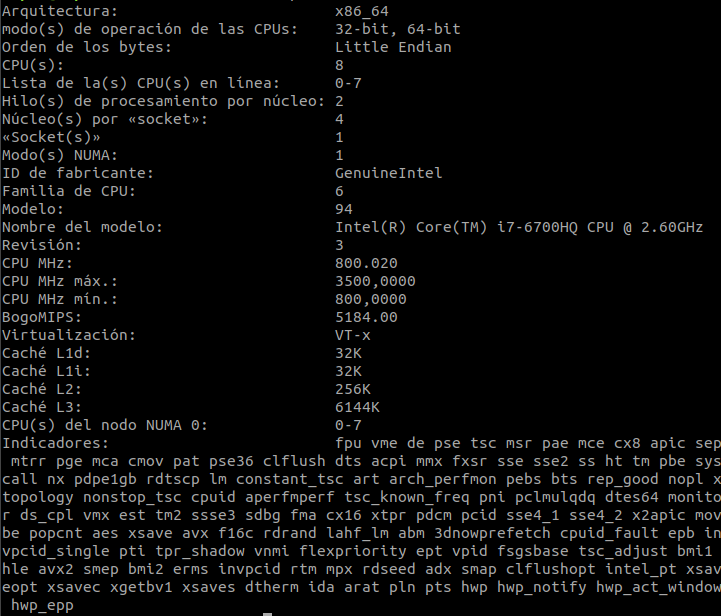 Arquitectura: x86_64
modo(s) de operación de las CPUs: 32-bit, 64-bit
Orden de los bytes: Little Endian
CPU(s): 8
Lista de la(s) CPU(s) en línea: 0-7
Hilo(s) de procesamiento por núcleo: 2
Núcleo(s) por «socket»: 4
«Socket(s)» 1
Modo(s) NUMA: 1
ID de fabricante: GenuineIntel
Familia de CPU: 6
Modelo: 94
Nombre del modelo: Intel(R) Core(TM) i7-6700HQ CPU @ 2.60GHz
Revisión: 3
CPU MHz: 800.020
CPU MHz máx.: 3500,0000
CPU MHz mín.: 800,0000
BogoMIPS: 5184.00
Virtualización: VT-x
Caché L1d: 32K
Caché L1i: 32K
Caché L2: 256K
Caché L3: 6144K
CPU(s) del nodo NUMA 0: 0-7
Indicadores: fpu vme de pse tsc msr pae mce cx8 apic sep
mtrr pge mca cmov pat pse36 clflush dts acpi mmx fxsr sse sse2 ss ht tm pbe sys
call nx pdpe1gb rdtscp lm constant_tsc art arch_perfmon pebs bts rep_good nopl x
topology nonstop_tsc cpuid aperfmperf tsc_known_freq pni pclmulqdq dtes64 monito
r ds_cpl vmx est tm2 ssse3 sdbg fma cx16 xtpr pdcm pcid sse4_1 sse4_2 x2apic mov
be popcnt aes xsave avx f16c rdrand lahf_lm abm 3dnowprefetch cpuid_fault epb in
vpcid_single pti tpr_shadow vnmi flexpriority ept vpid fsgsbase tsc_adjust bmi1
hle avx2 smep bmi2 erms invpcid rtm mpx rdseed adx smap clflushopt intel_pt xsav
eopt xsavec xgetbv1 xsaves dtherm ida arat pln pts hwp hwp_notify hwp_act_window
hwp_epp